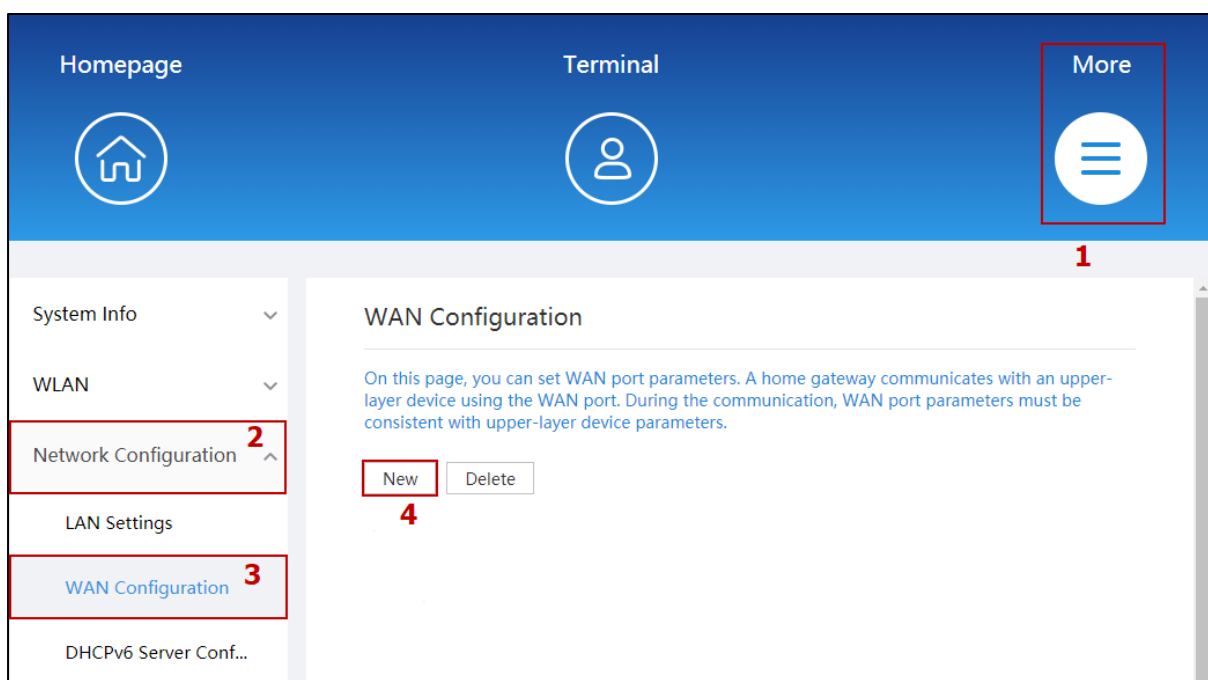 Homepage
Terminal
More
1
System Info
WLAN
Network Configuration 2
LAN Settings
WAN Configuration 3
DHCPv6 Server Conf...
WAN Configuration
On this page, you can set WAN port parameters. A home gateway communicates with an upper-
layer device using the WAN port. During the communication, WAN port parameters must be
consistent with upper-layer device parameters.
New Delete
4